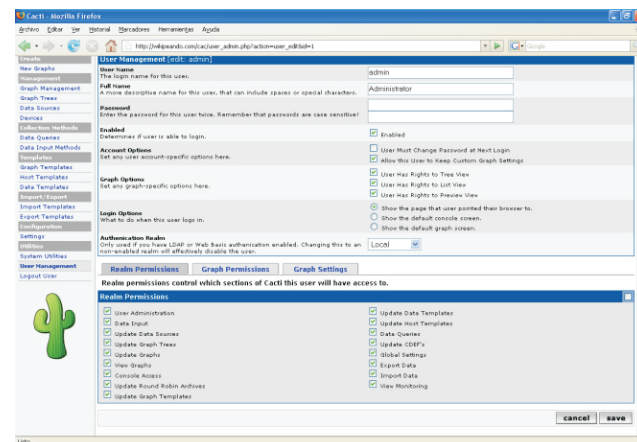 Cacti - Mozilla Firefox
Archivo Editar Ver Historial Marcadores Herramientas Ayuda
http://wikipeando.com/cac/user_admin.php?action=user_edit&id=1
Google
Create
New Graphs
Management
Graph Management
Graph Trees
Data Sources
Devices
Collection Methods
Data Queries
Data Input Methods
Templates
Graph Templates
Host Templates
Data Templates
Import/Export
Import Templates
Export Templates
Configuration
Settings
Utilities
System Utilities
User Management
Logout User
User Management [edit: admin]
User Name
The login name for this user.
admin
Full Name
A more descriptive name for this user, that can include spaces or special characters.
Administrator
Password
Enter the password for this user twice. Remember that passwords are case sensitive!
Enabled
Determines if user is able to login.
Enabled
Account Options
Set any user account-specific options here.
User Must Change Password at Next Login
Allow this User to Keep Custom Graph Settings
Graph Options
Set any graph-specific options here.
User Has Rights to Tree View
User Has Rights to List View
User Has Rights to Preview View
Login Options
What to do when this user logs in.
Show the page that user pointed their browser to.
Show the default console screen.
Show the default graph screen.
Authentication Realm
Only used if you have LDAP or Web Basic authentication enabled. Changing this to an
non-enabled realm will effectively disable the user.
Local
Realm Permissions Graph Permissions Graph Settings
Realm permissions control which sections of Cacti this user will have access to.
Realm Permissions
User Administration
Data Input
Update Data Sources
Update Graph Trees
Update Graphs
View Graphs
Console Access
Update Round Robin Archives
Update Graph Templates
Update Data Templates
Update Host Templates
Data Queries
Update CDEF's
Global Settings
Export Data
Import Data
View Monitoring
cancel save
Listo